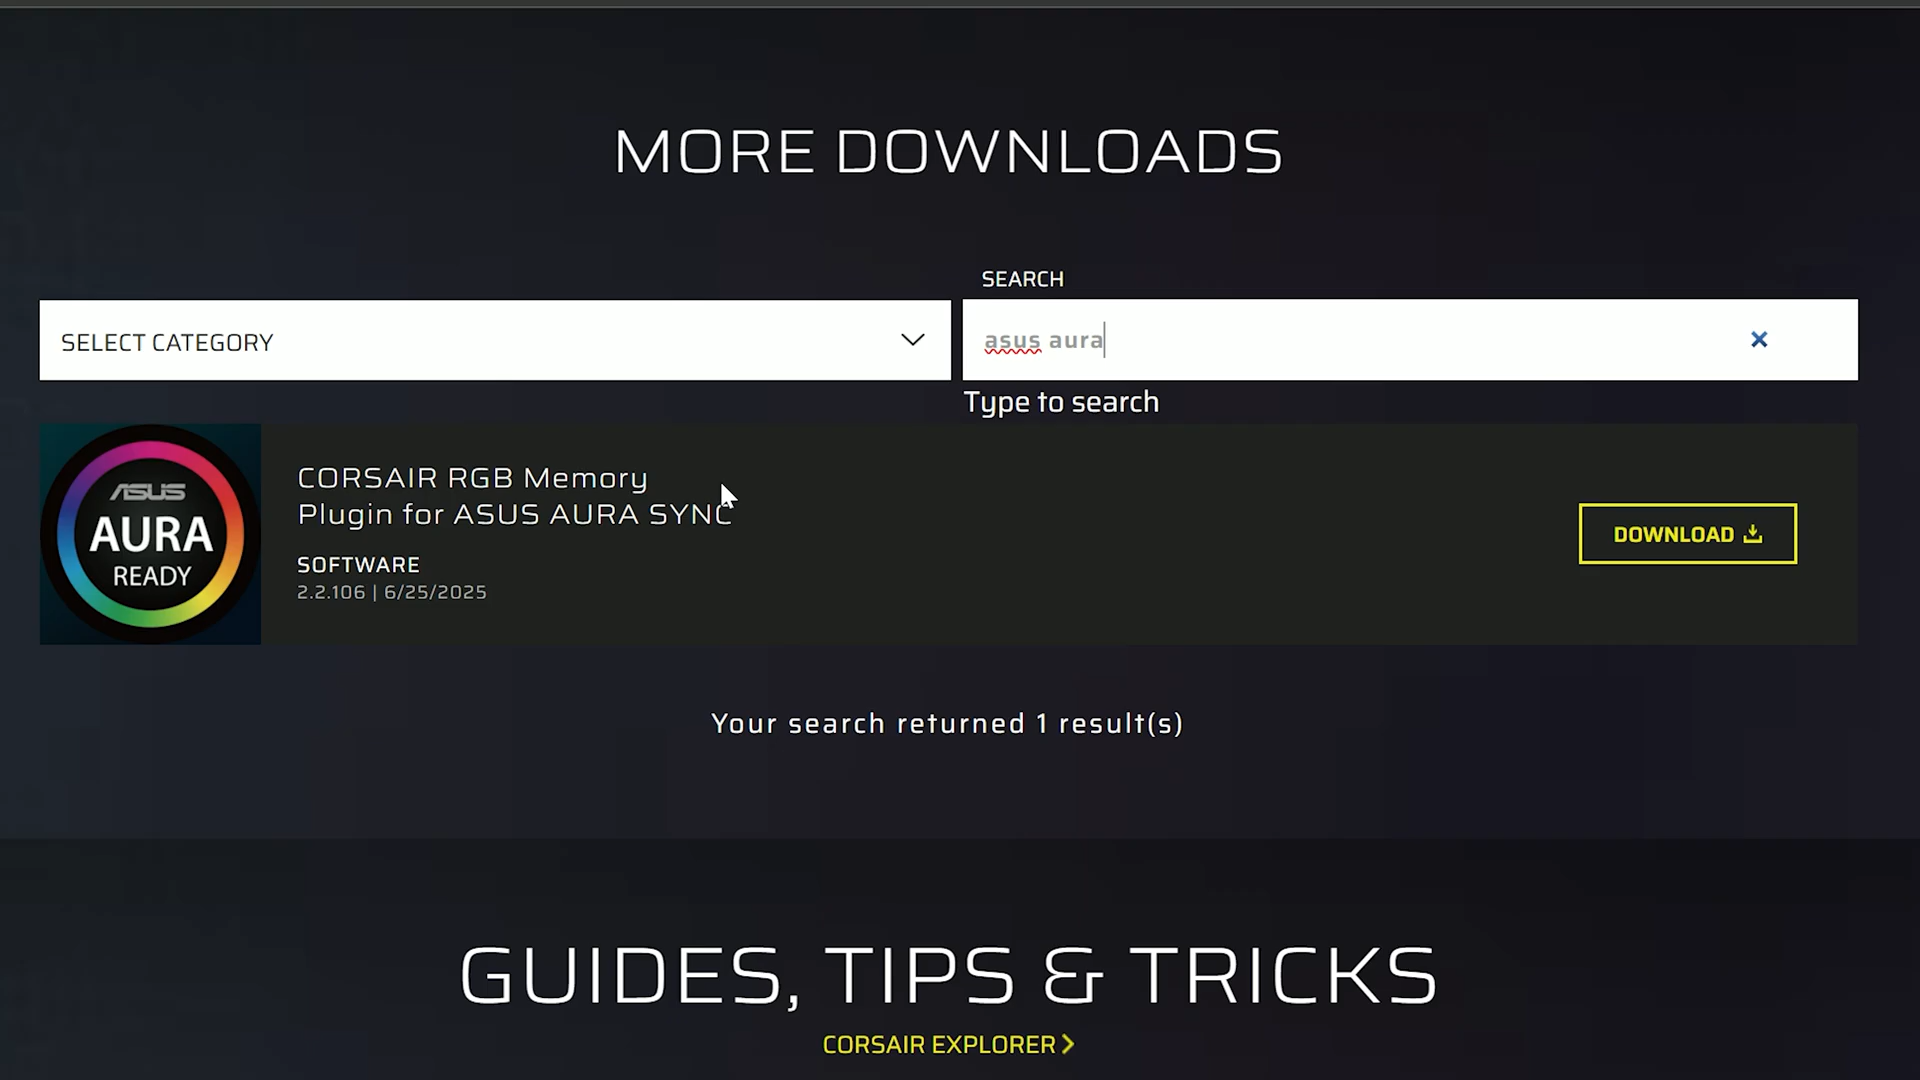 MORE DOWNLOADS
SEARCH
SELECT CATEGORY
asus aura
Type to search
ASUS
AURA
READY
CORSAIR RGB Memory
Plugin for ASUS AURA SYNC
SOFTWARE
2.2.106 | 6/25/2025
DOWNLOAD
Your search returned 1 result(s)
GUIDES, TIPS & TRICKS
CORSAIR EXPLORER